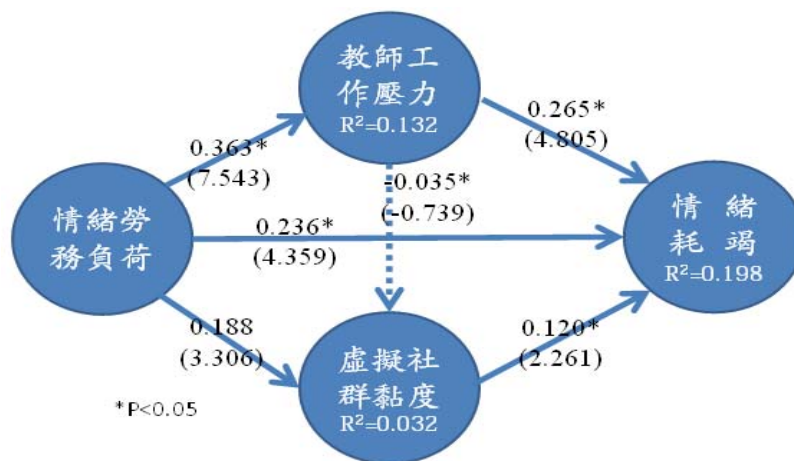 教師工
作壓力
R²=0.132
0.265*
(4.805)
0.363*
(7.543)
-0.035*
(-0.739)
情緒勞
務負荷
0.236*
(4.359)
情 緒
耗 竭
R²=0.198
0.188
(3.306)
0.120*
(2.261)
虛擬社
群黏度
R²=0.032
*P<0.05